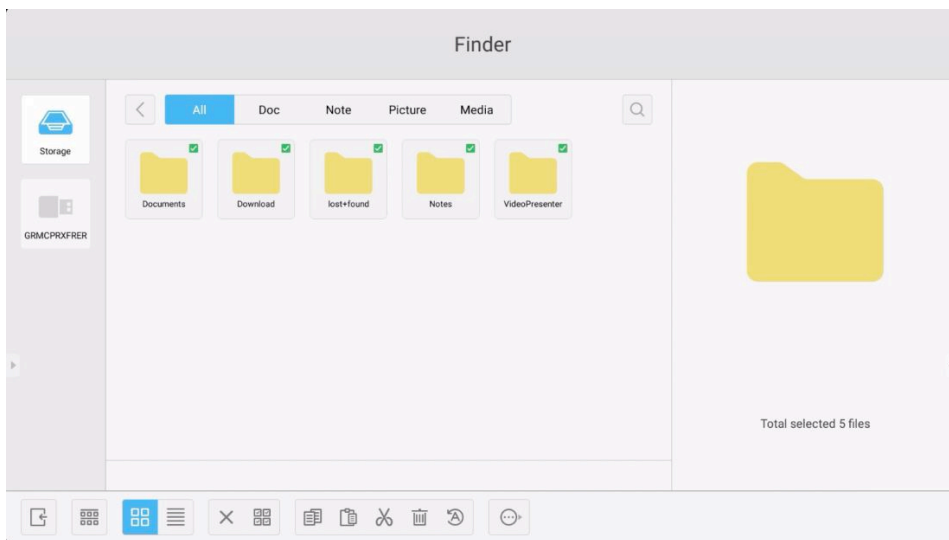 Finder
Storage
GRMCPRXFRER
All Doc Note Picture Media
Documents Download lost+found Notes VideoPresenter
Total selected 5 files